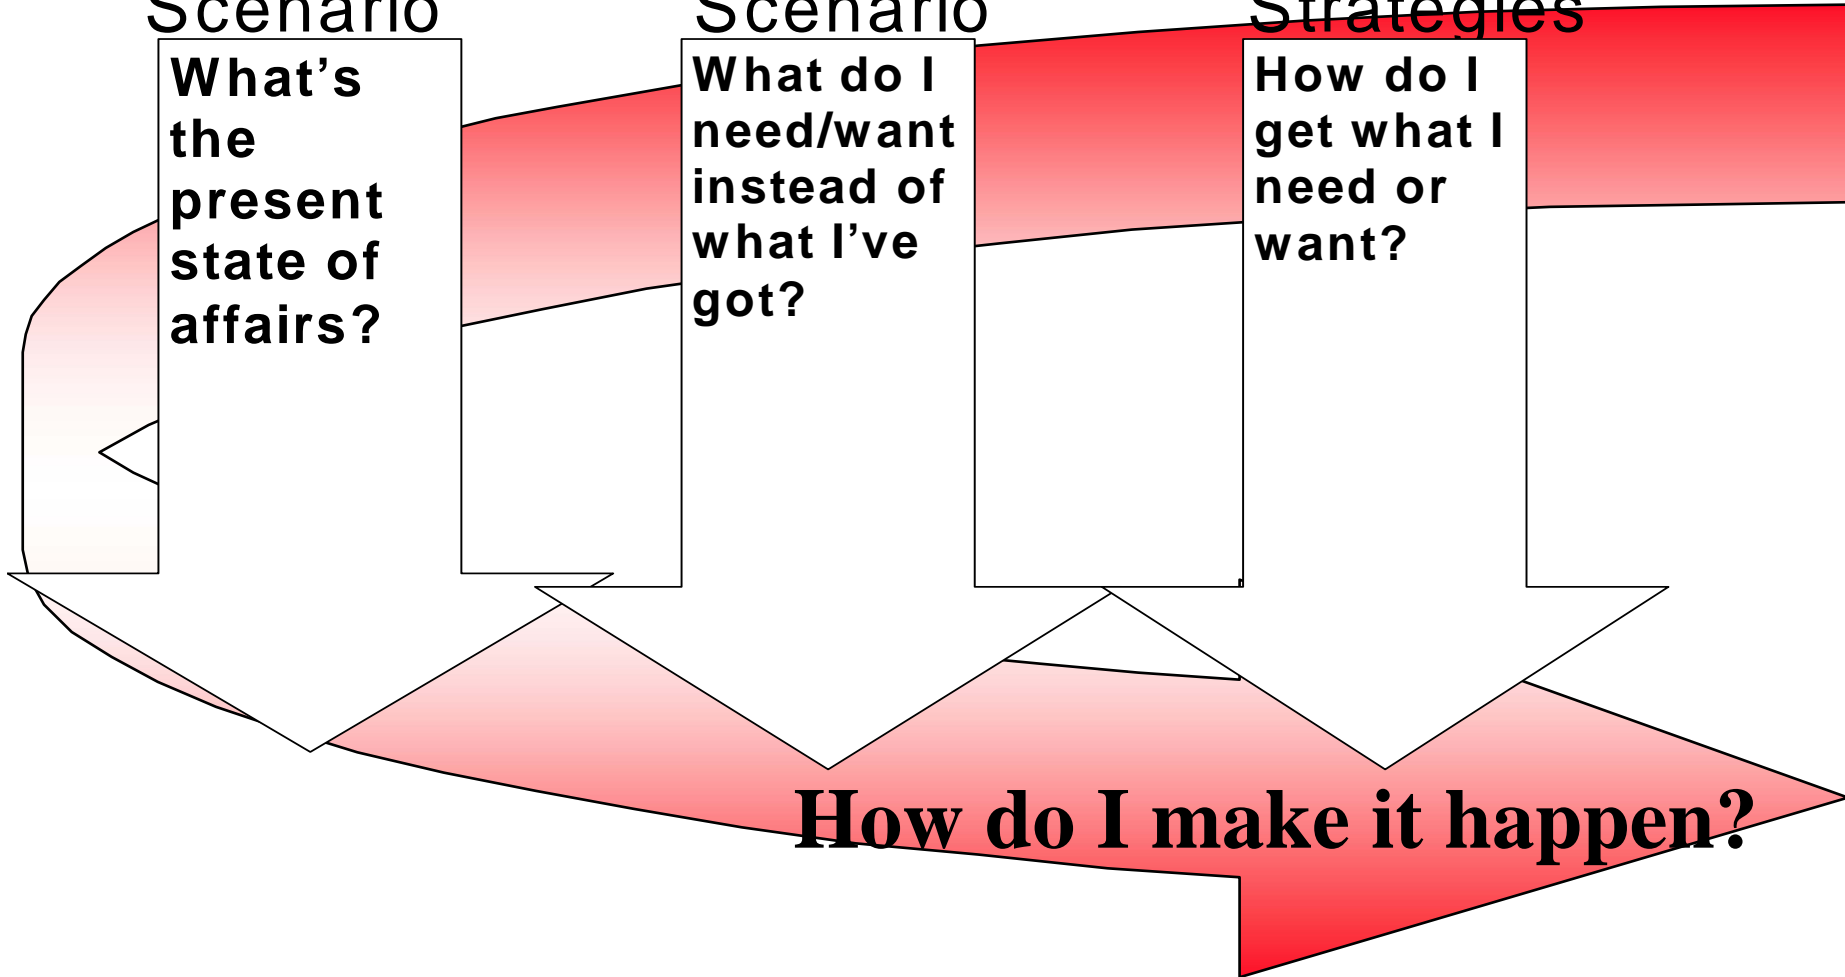 Scenario Scenario Strategies
What’s
the
present
state of
affairs?
What do I
need/want
instead of
what I’ve
got?
How do I
get what I
need or
want?
How do I make it happen?